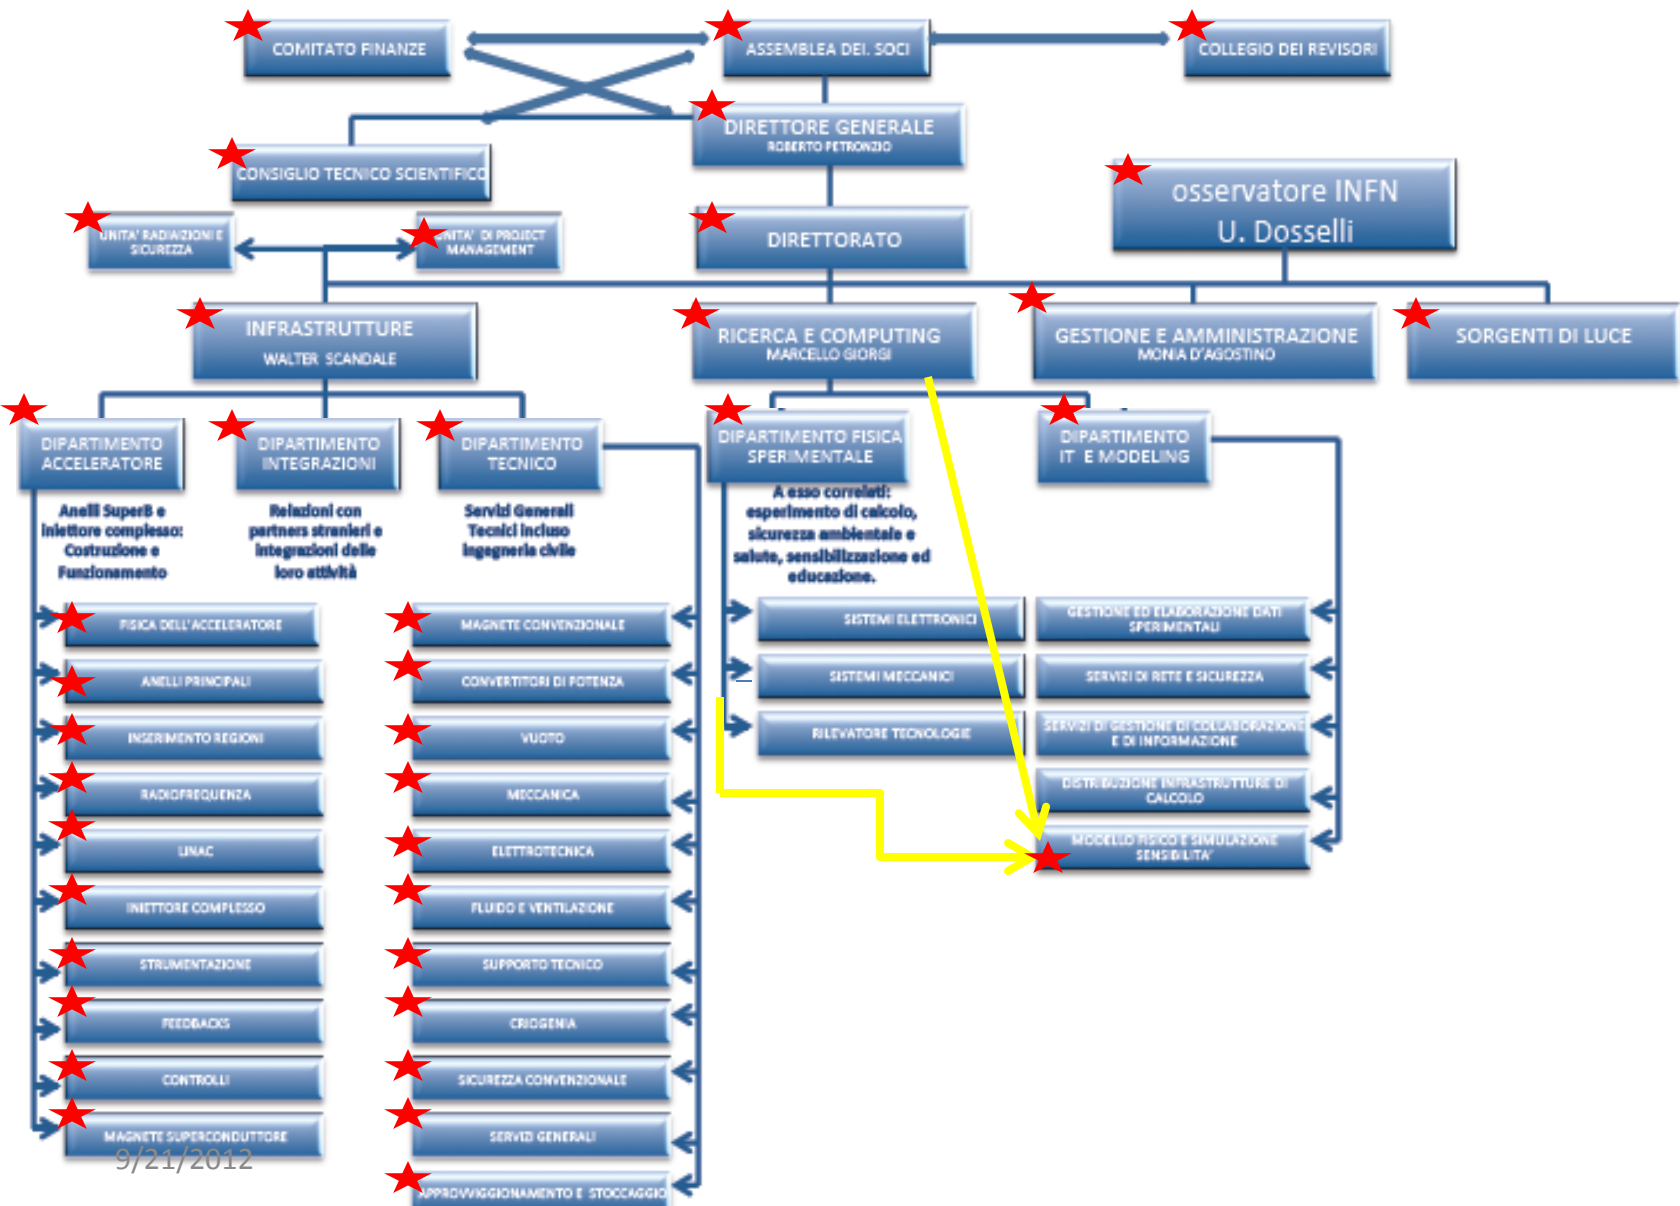 COMITATO FINANZE
ASSEMBLEA DEI. SOCI
COLLEGIO DEI REVISORI
DIRETTORE GENERALE
ROBERTO PETRONZIO
CONSIGLIO TECNICO SCIENTIFICO
osservatore INFN
U. Dosselli
UNITA' RADIAIZIONI E
SICUREZZA
UNITA' DI PROJECT
MANAGEMENT
DIRETTORATO
INFRASTRUTTURE
WALTER SCANDALE
RICERCA E COMPUTING
MARCELLO GIORGI
GESTIONE E AMMINISTRAZIONE
MONIA D'AGOSTINO
SORGENTI DI LUCE
DIPARTIMENTO
ACCELERATORE
DIPARTIMENTO
INTEGRAZIONI
DIPARTIMENTO
TECNICO
DIPARTIMENTO FISICA
SPERIMENTALE
DIPARTIMENTO
IT E MODELING
Anelli SuperB e
iniettore complesso:
Costruzione e
Funzionamento
Relazioni con
partners stranieri e
integrazioni delle
loro attività
Servizi Generali
Tecnici incluso
ingegneria civile
A esso correlati:
esperimento di calcolo,
sicurezza ambientale e
salute, sensibilizzazione ed
educazione.
FISICA DELL'ACCELERATORE
ANELLI PRINCIPALI
INSERIMENTO REGIONI
RADIOFREQUENZA
LINAC
INIETTORE COMPLESSO
STRUMENTAZIONE
FEEDBACKS
CONTROLLI
MAGNETE SUPERCONDUTTORE
MAGNETE CONVENZIONALE
CONVERTITORI DI POTENZA
VUOTO
MECCANICA
ELETTROTECNICA
FLUIDO E VENTILAZIONE
SUPPORTO TECNICO
CRIOGENIA
SICUREZZA CONVENZIONALE
SERVIZI GENERALI
APPROVVIGGIONAMENTO E STOCCAGGIO
SISTEMI ELETTRONICI
SISTEMI MECCANICI
RILEVATORE TECNOLOGIE
GESTIONE ED ELABORAZIONE DATI
SPERIMENTALI
SERVIZI DI RETE E SICUREZZA
SERVIZI DI GESTIONE DI COLLABORAZIONE
E DI INFORMAZIONE
DISTRIBUZIONE INFRASTRUTTURE DI
CALCOLO
MODELLO FISICO E SIMULAZIONE
SENSIBILITA'
9/21/2012